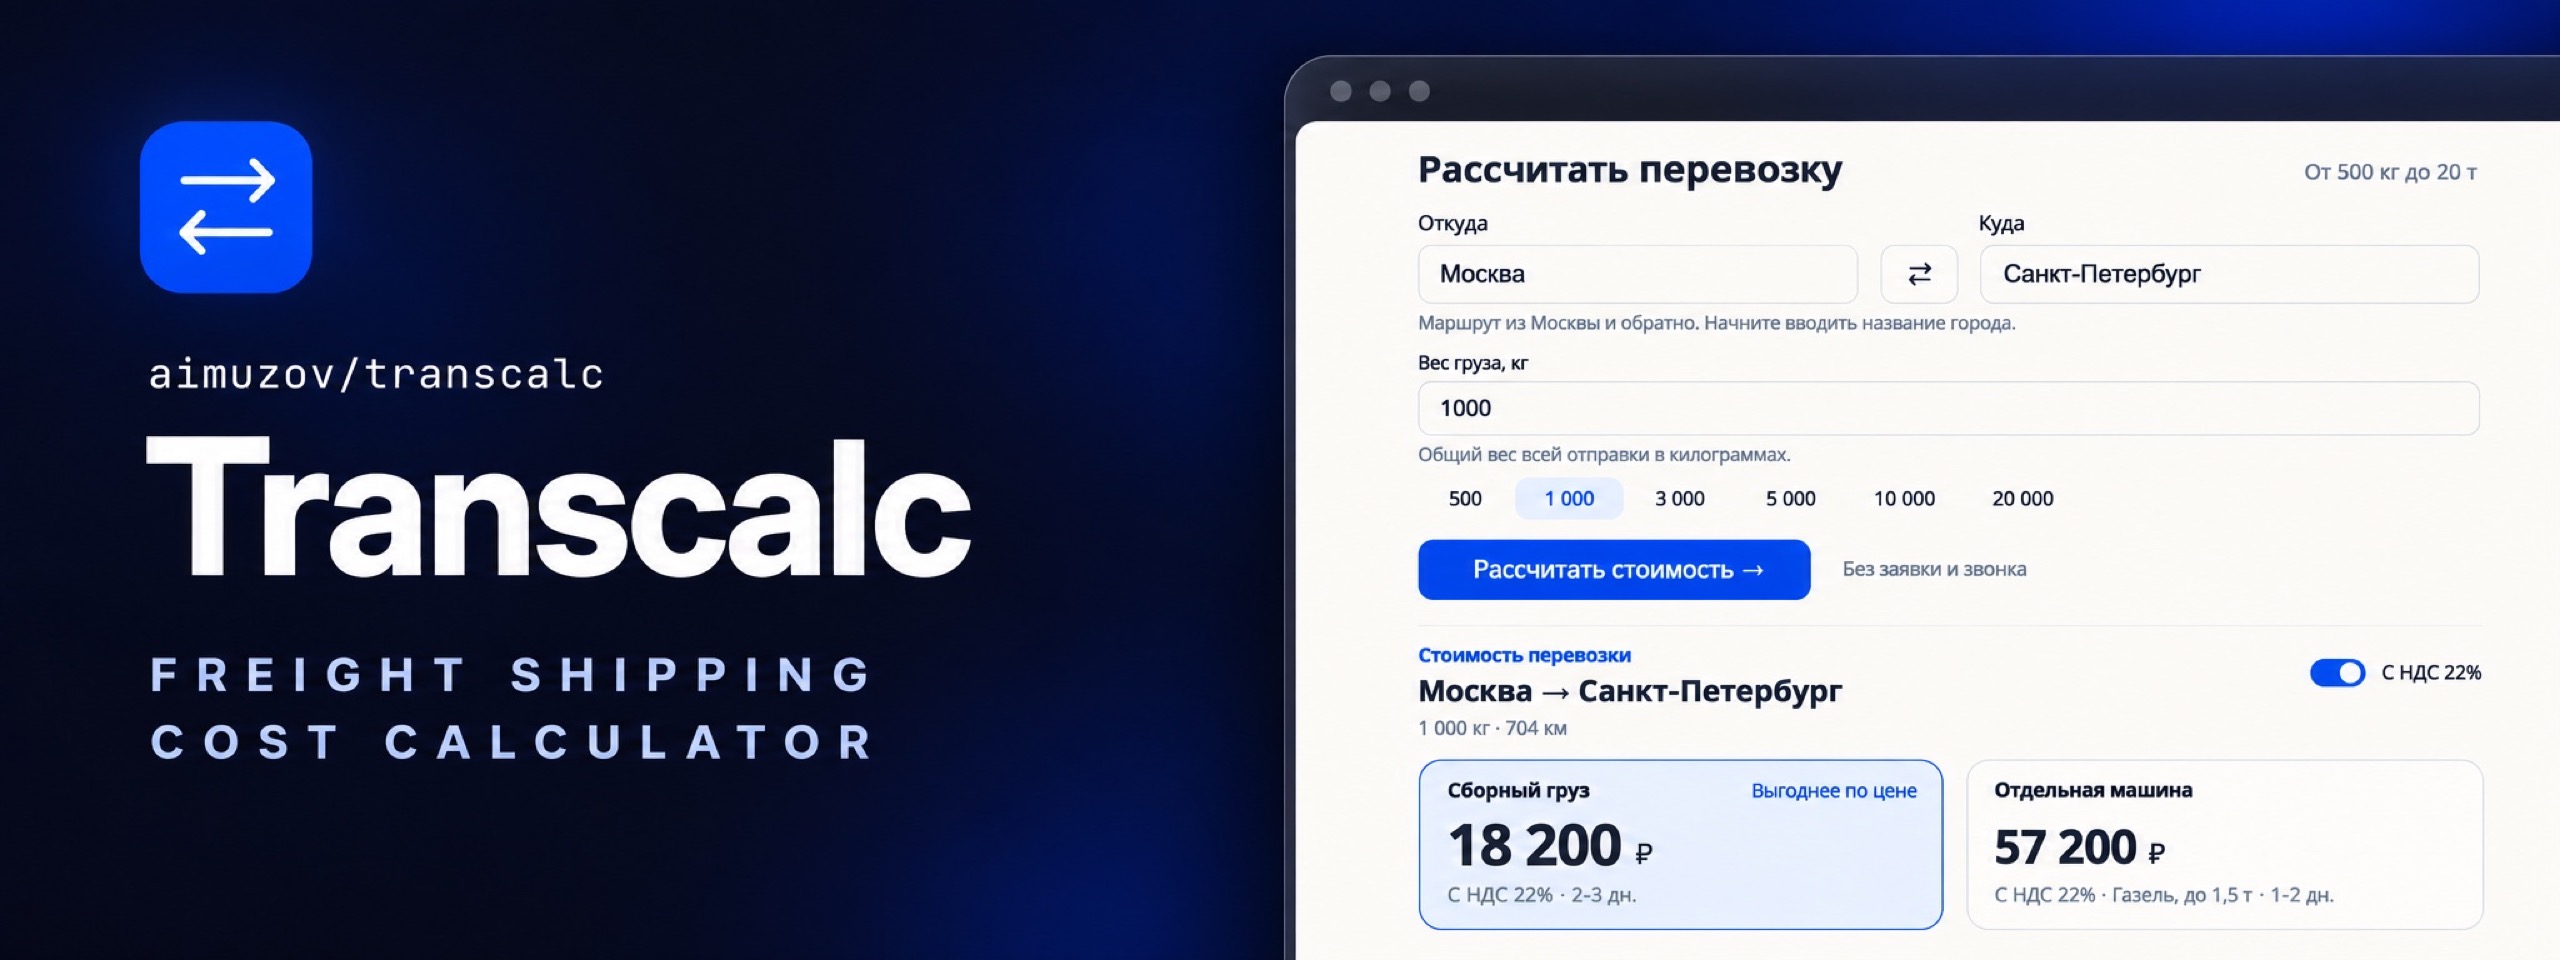 aimuzov/transcalc
Transcalc
FREIGHT SHIPPING
COST CALCULATOR
Рассчитать перевозку
От 500 кг до 20 т
Откуда
Куда
Москва
Санкт-Петербург
Маршрут из Москвы и обратно. Начните вводить название города.
Вес груза, кг
1000
Общий вес всей отправки в килограммах.
500 1 000 3 000 5 000 10 000 20 000
Рассчитать стоимость →
Без заявки и звонка
Стоимость перевозки
Москва → Санкт-Петербург
С НДС 22%
1 000 кг · 704 км
Сборный груз
Выгоднее по цене
18 200 ₽
С НДС 22% · 2-3 дн.
Отдельная машина
57 200 ₽
С НДС 22% · Газель, до 1,5 т · 1-2 дн.